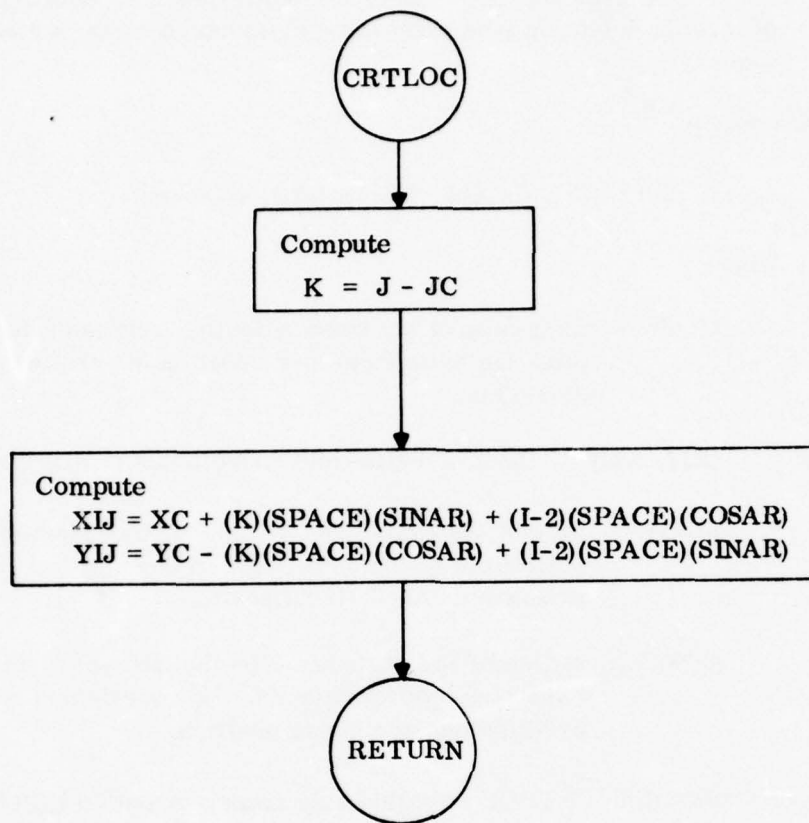 CRTLOC
Compute
K = J - JC
Compute
XIJ = XC + (K)(SPACE)(SINAR) + (I-2)(SPACE)(COSAR)
YIJ = YC - (K)(SPACE)(COSAR) + (I-2)(SPACE)(SINAR)
RETURN